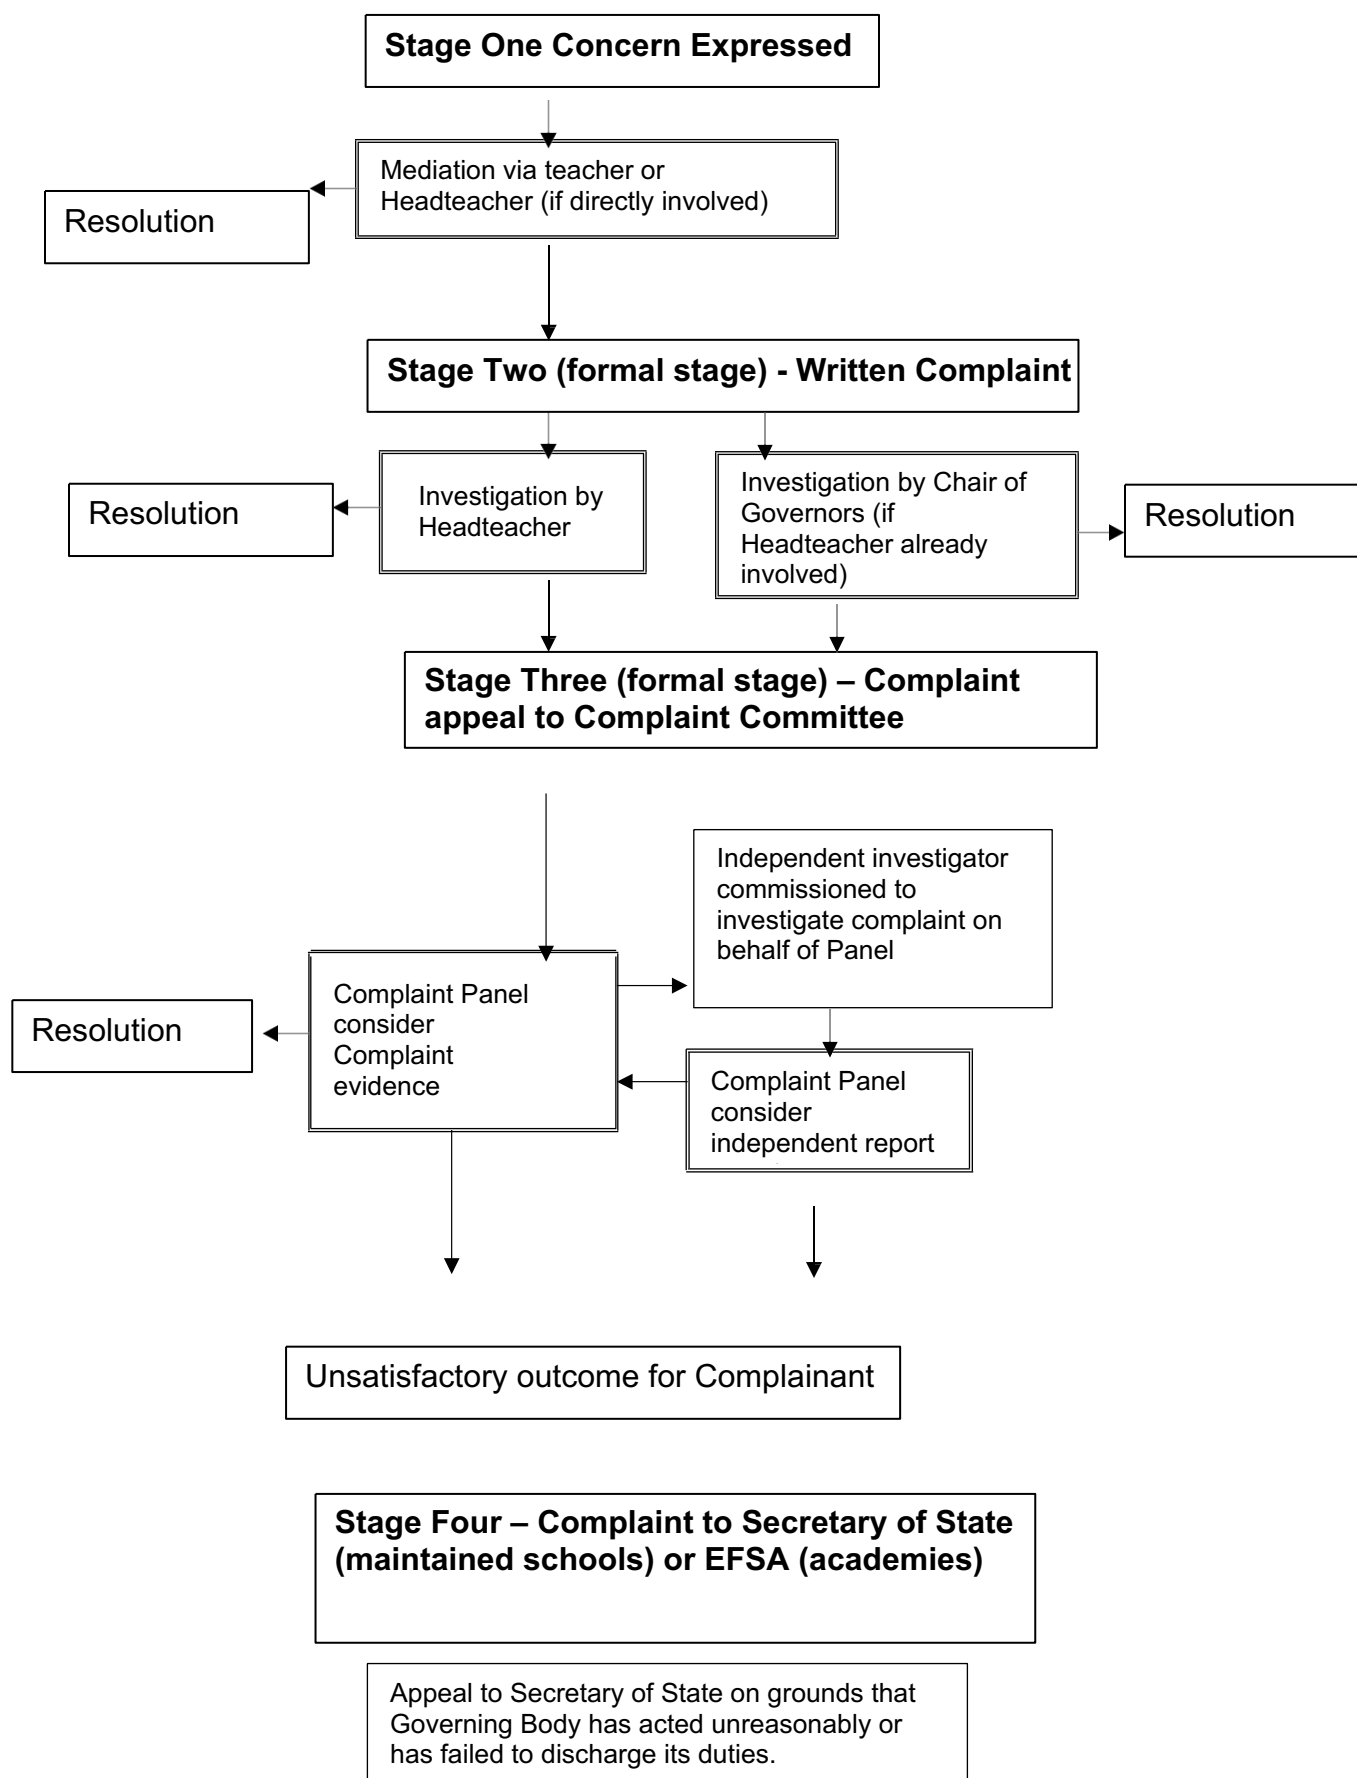 Stage One Concern Expressed
Mediation via teacher or
Headteacher (if directly involved)
Resolution
Stage Two (formal stage) - Written Complaint
Resolution
Investigation by
Headteacher
Investigation by Chair of
Governors (if
Headteacher already
involved)
Resolution
Stage Three (formal stage) – Complaint
appeal to Complaint Committee
Independent investigator
commissioned to
investigate complaint on
behalf of Panel
Resolution
Complaint Panel
consider
Complaint
evidence
Complaint Panel
consider
independent report
Unsatisfactory outcome for Complainant
Stage Four – Complaint to Secretary of State
(maintained schools) or EFSA (academies)
Appeal to Secretary of State on grounds that
Governing Body has acted unreasonably or
has failed to discharge its duties.